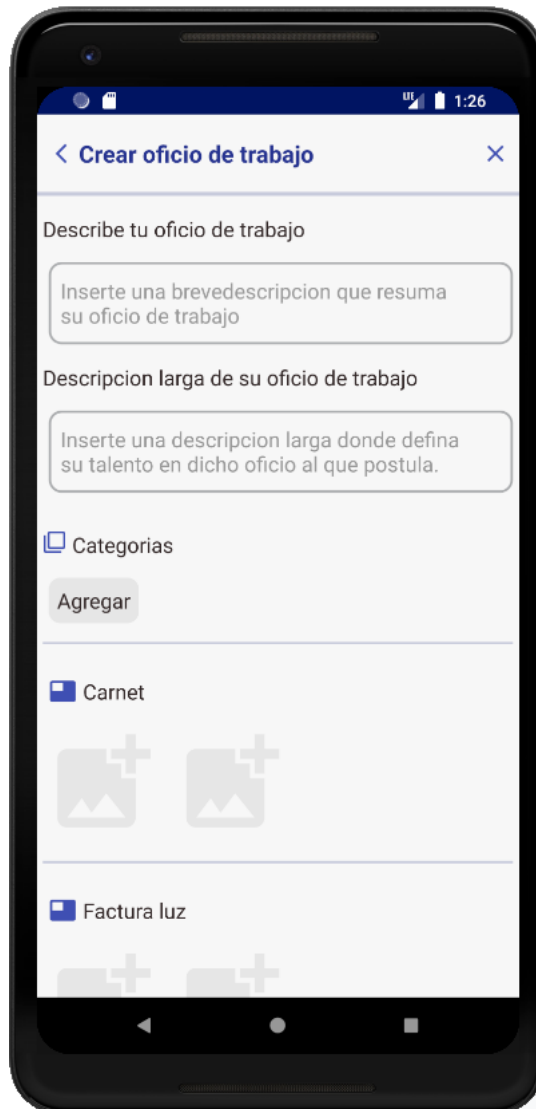 LTE 1:26
Crear oficio de trabajo
Describe tu oficio de trabajo
Inserte una brevedescripcion que resuma
su oficio de trabajo
Descripcion larga de su oficio de trabajo
Inserte una descripcion larga donde defina
su talento en dicho oficio al que postula.
Categorias
Agregar
Carnet
Factura luz